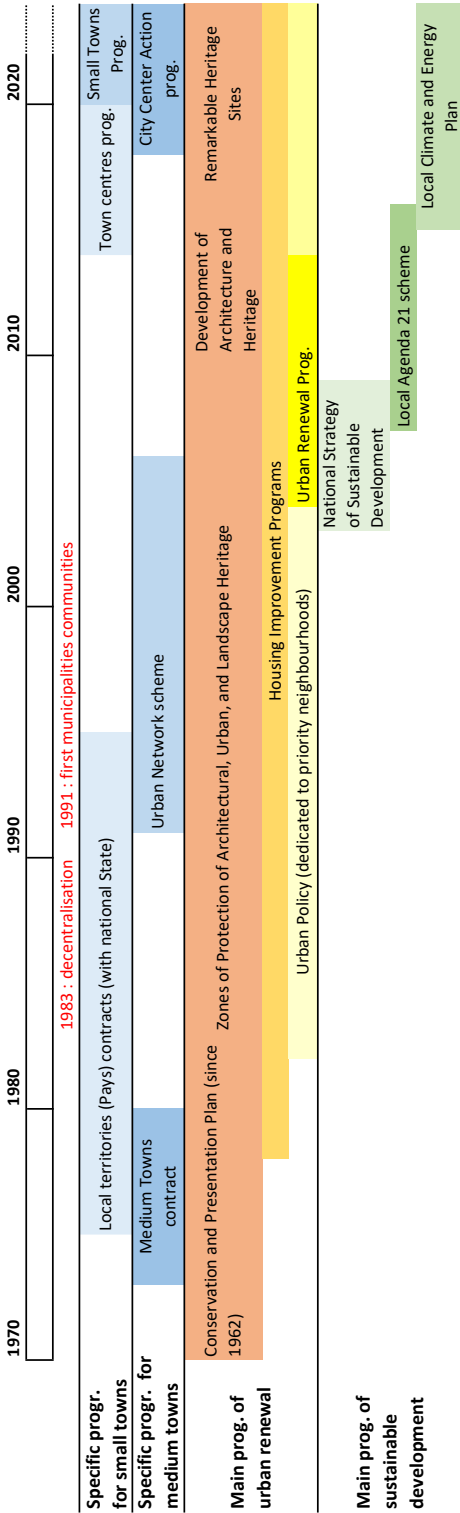 1970 1980 1990 2000 2010 2020
1983 : decentralisation 1991 : first municipalities communities
Specific progr.
for small towns
Local territories (Pays) contracts (with national State)
Town centres prog.
Small Towns
Prog.
Specific progr. for
medium towns
Medium Towns
contract
Urban Network scheme
City Center Action
prog.
Main prog. of
urban renewal
Conservation and Presentation Plan (since
1962)
Zones of Protection of Architectural, Urban, and Landscape Heritage
Development of
Architecture and
Heritage
Remarkable Heritage
Sites
Housing Improvement Programs
Urban Policy (dedicated to priority neighbourhoods)
Urban Renewal Prog.
Main prog. of
sustainable
development
National Strategy
of Sustainable
Development
Local Agenda 21 scheme
Local Climate and Energy
Plan